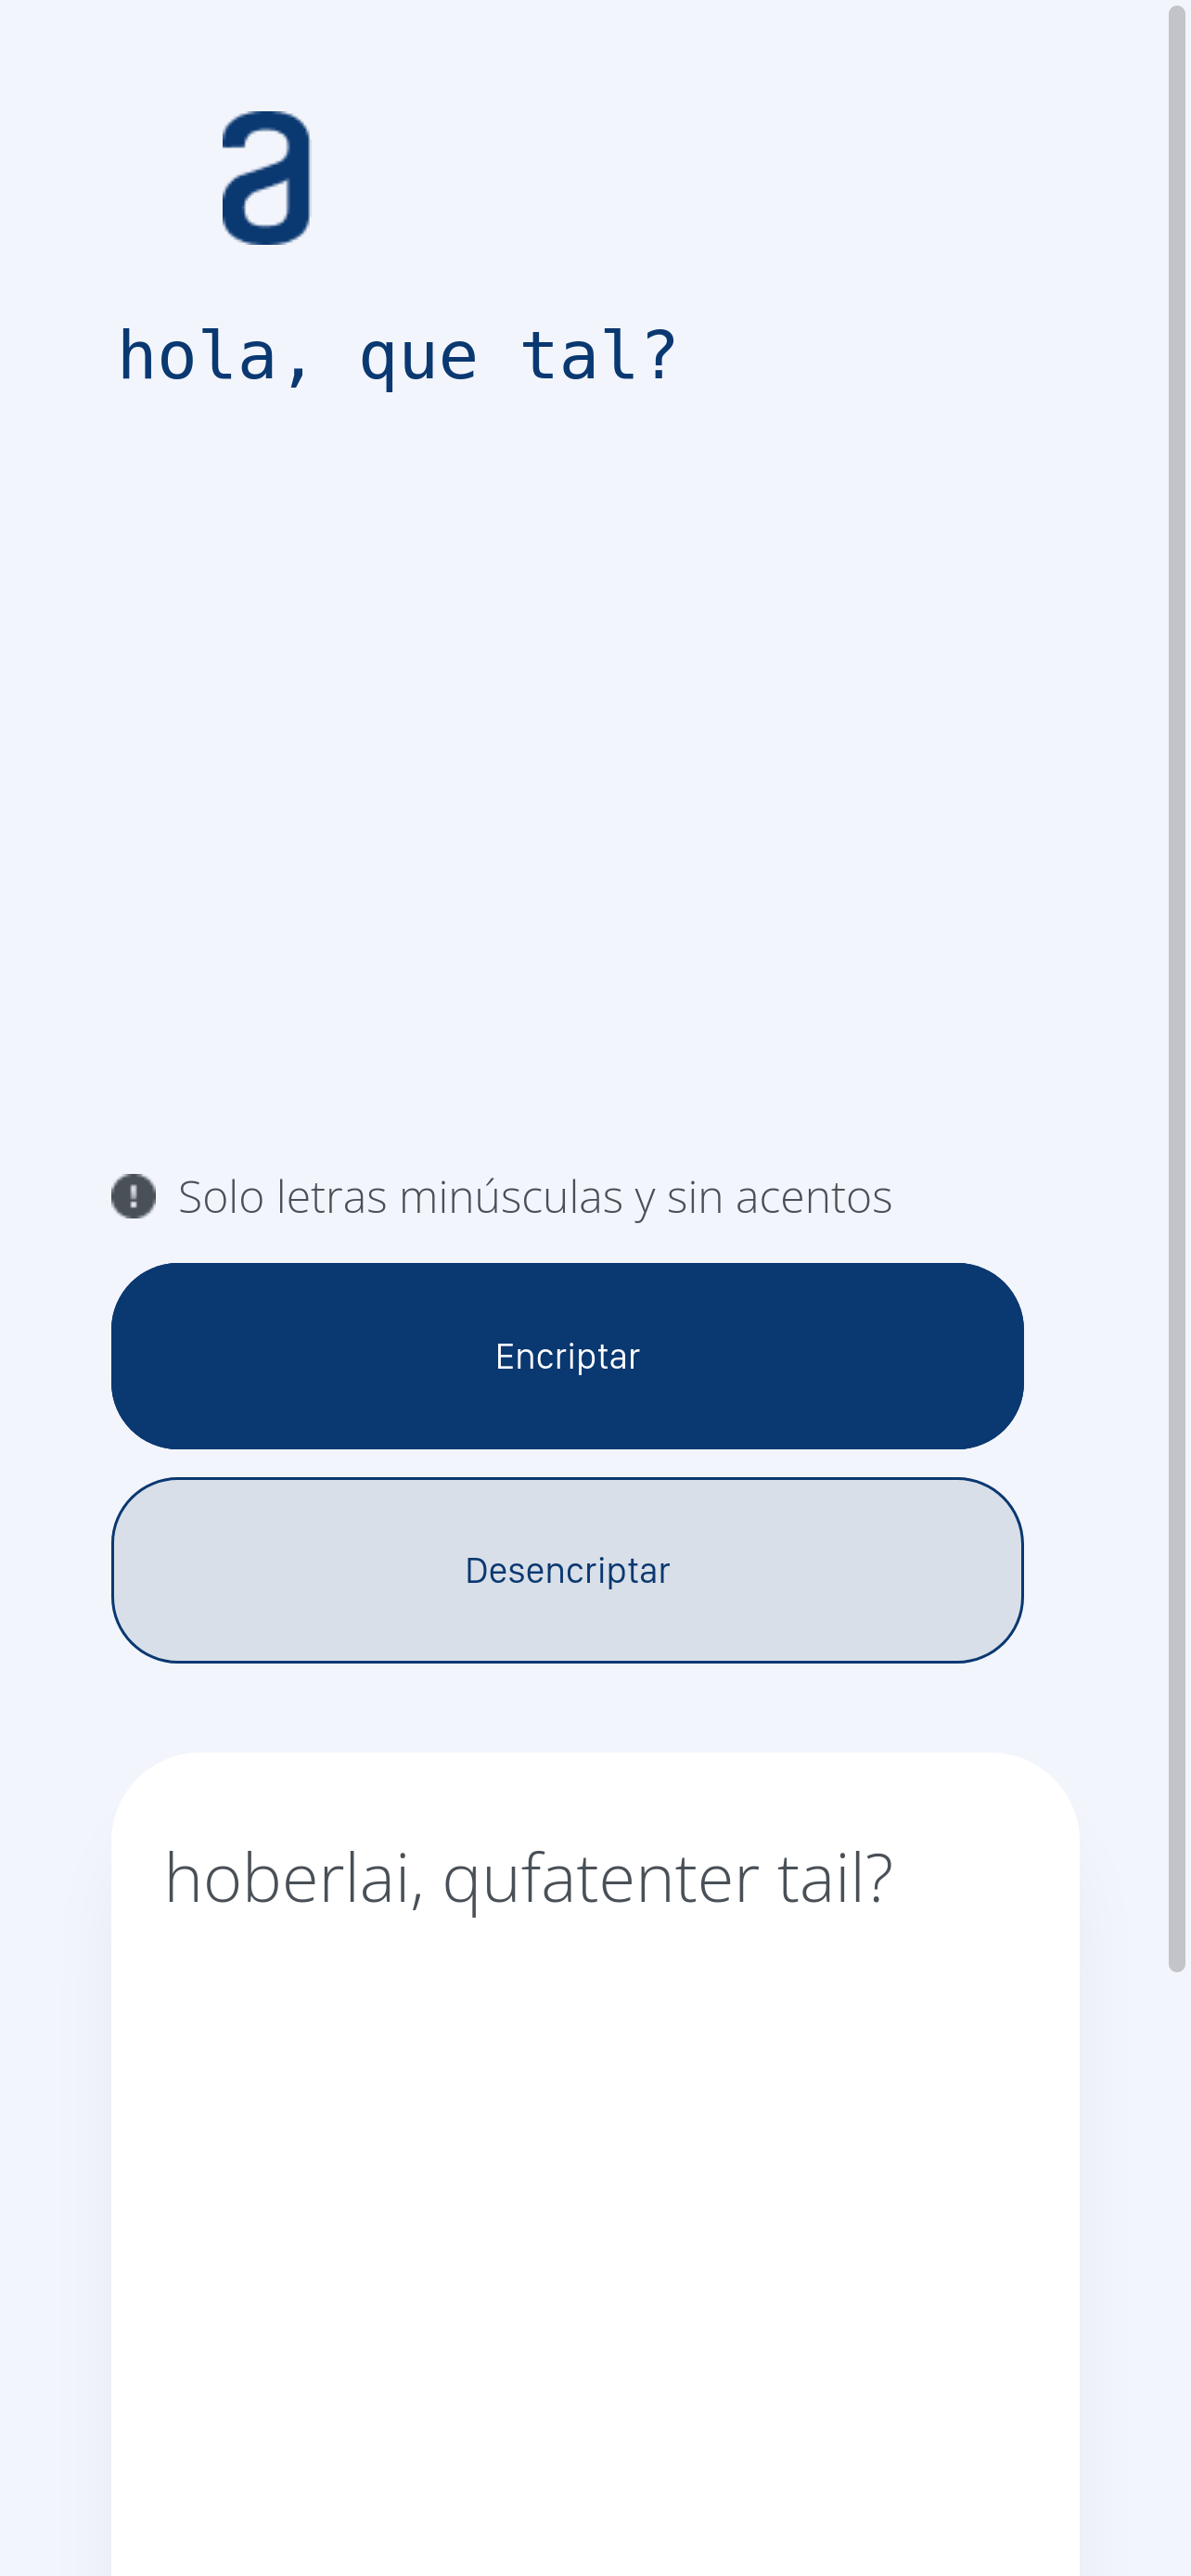 a
hola, que tal?
Solo letras minúsculas y sin acentos
Encriptar
Desencriptar
hoberlai, qufatenter tail?